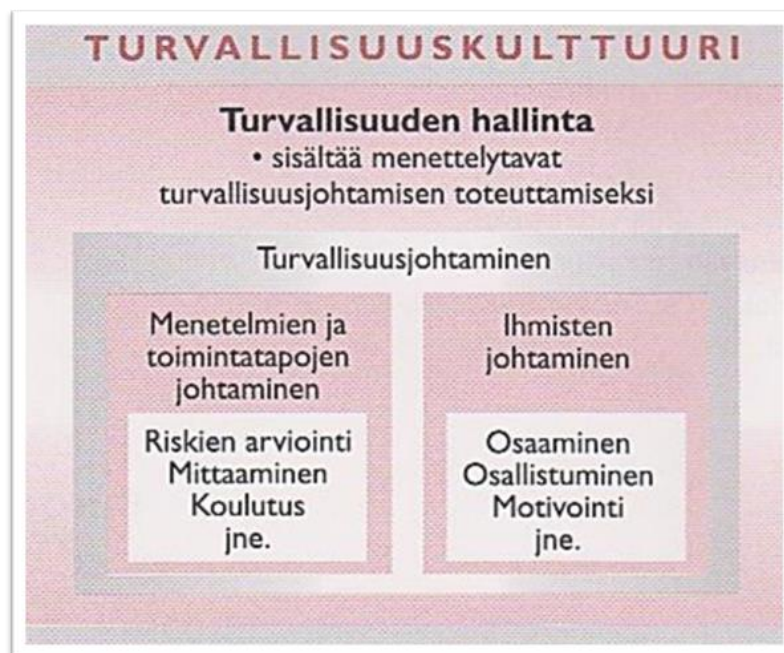 TURVALLISUUSKULTTUURI
Turvallisuuden hallinta
• sisältää menettelytavat
turvallisuusjohtamisen toteuttamiseksi
Turvallisuusjohtaminen
Menetelmien ja
toimintatapojen
johtaminen
Riskien arviointi
Mittaaminen
Koulutus
jne.
Ihmisten
johtaminen
Osaaminen
Osallistuminen
Motivointi
jne.